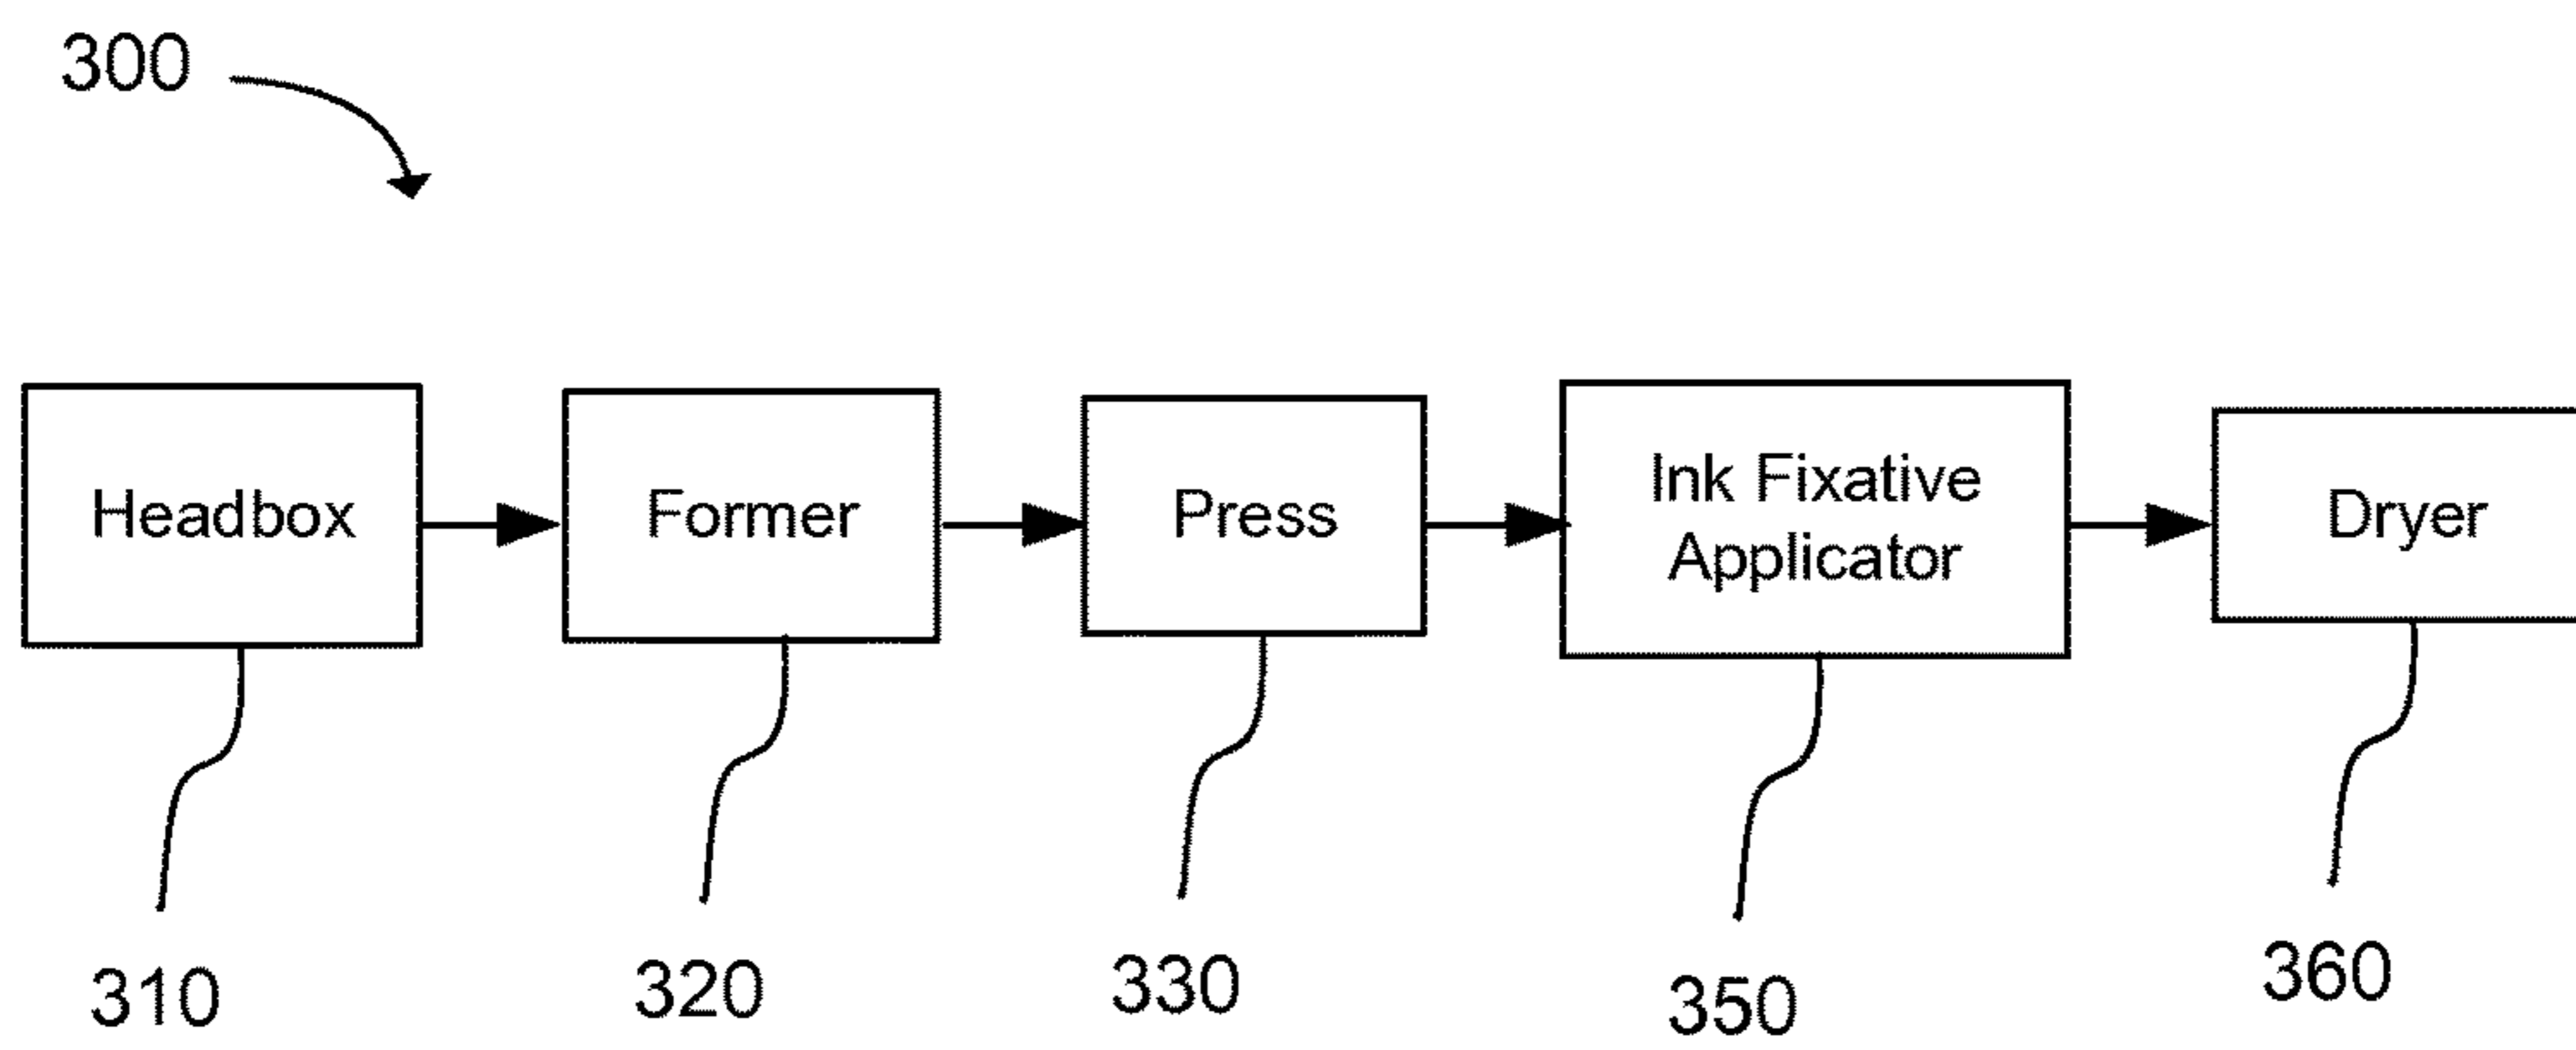 300
Headbox
Former
Press
Ink Fixative
Applicator
Dryer
310
320
330
350
360